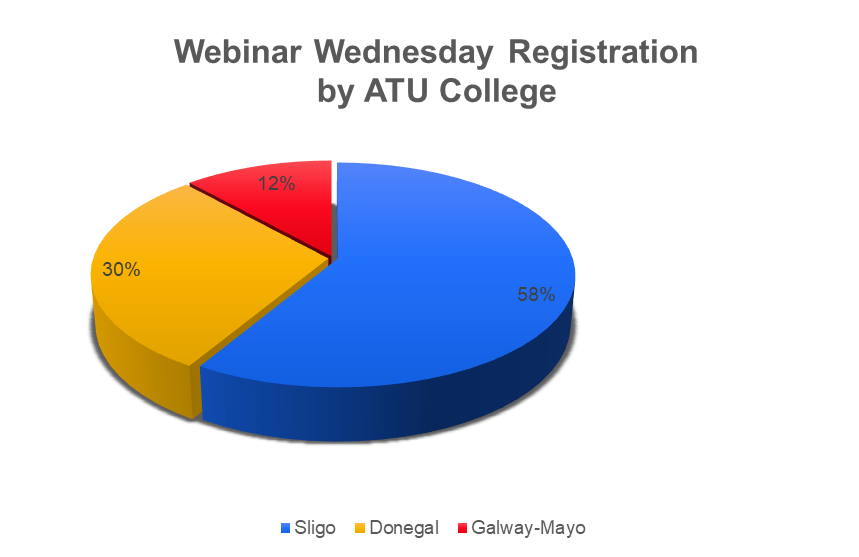 Webinar Wednesday Registration
by ATU College
12%
30%
58%
Sligo Donegal Galway-Mayo